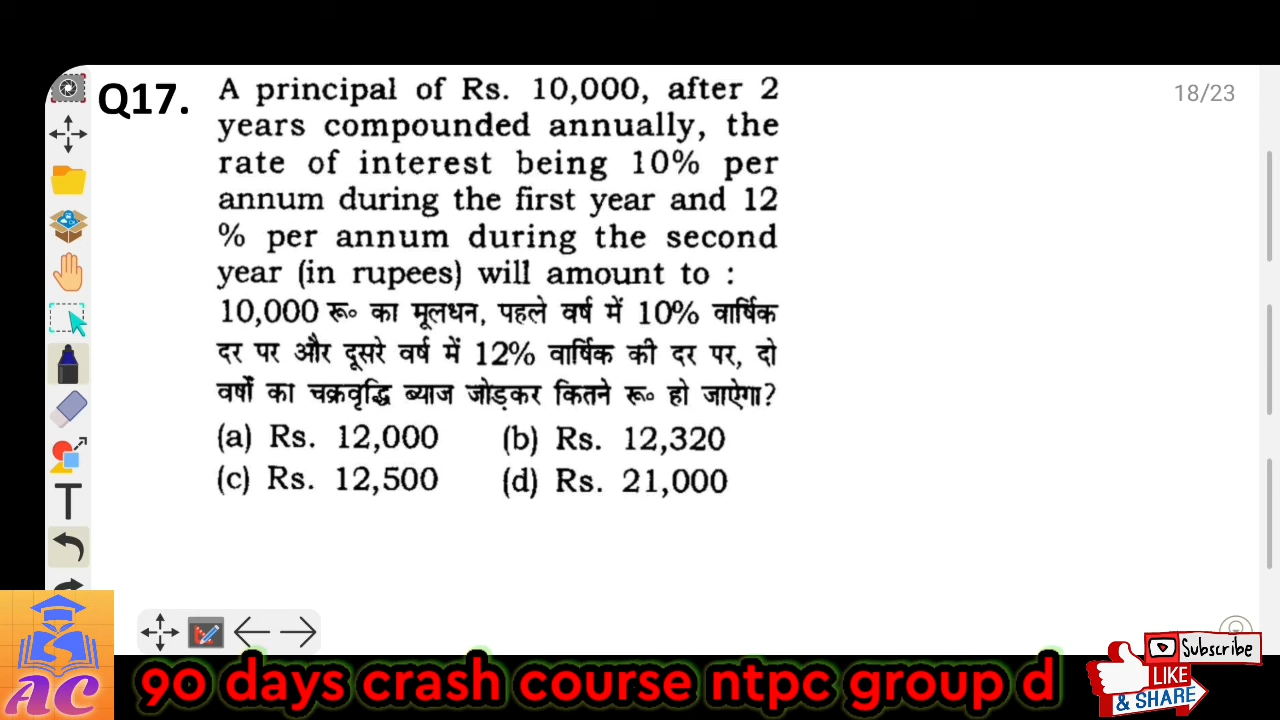 Q17.
A principal of Rs. 10,000, after 2
years compounded annually, the
rate of interest being 10% per
annum during the first year and 12
% per annum during the second
year (in rupees) will amount to :
10,000 रू० का मूलधन, पहले वर्ष में 10% वार्षिक
दर पर और दूसरे वर्ष में 12% वार्षिक की दर पर, दो
वर्षों का चक्रवृद्धि ब्याज जोड़कर कितने रू० हो जाऐगा?
(a) Rs. 12,000 (b) Rs. 12,320
(c) Rs. 12,500 (d) Rs. 21,000
18/23
T
AC
90 days crash course ntpc group d
Subscribe
LIKE
& SHARE